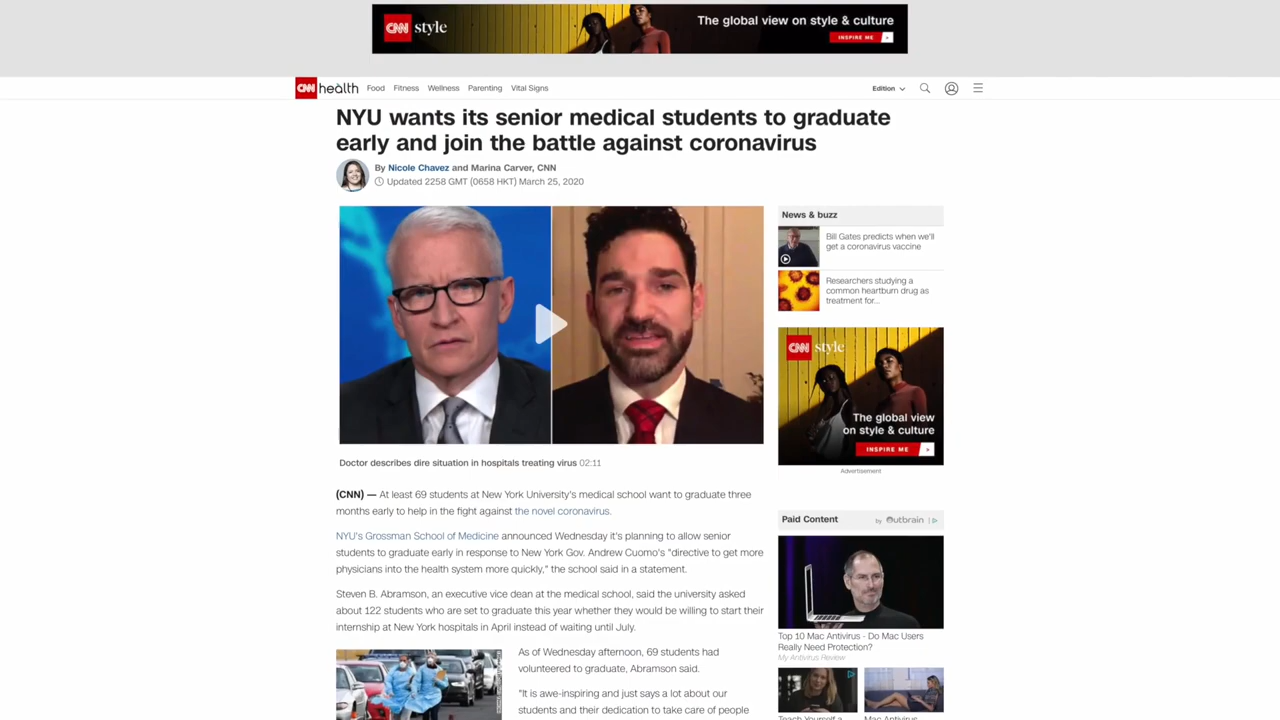 CNN style
The global view on style & culture
INSPIRE ME
CNN health Food Fitness Wellness Parenting Vital Signs Edition
NYU wants its senior medical students to graduate
early and join the battle against coronavirus
By Nicole Chavez and Marina Carver, CNN
Updated 2258 GMT (0658 HKT) March 25, 2020
Doctor describes dire situation in hospitals treating virus 02:11
(CNN) — At least 69 students at New York University's medical school want to graduate three
months early to help in the fight against the novel coronavirus.
NYU's Grossman School of Medicine announced Wednesday it's planning to allow senior
students to graduate early in response to New York Gov. Andrew Cuomo's "directive to get more
physicians into the health system more quickly," the school said in a statement.
Steven B. Abramson, an executive vice dean at the medical school, said the university asked
about 122 students who are set to graduate this year whether they would be willing to start their
internship at New York hospitals in April instead of waiting until July.
As of Wednesday afternoon, 69 students had
volunteered to graduate, Abramson said.
"It is awe-inspiring and just says a lot about our
students and their dedication to take care of people
News & buzz
Bill Gates predicts when we'll
get a coronavirus vaccine
Researchers studying a
common heartburn drug as
treatment for...
CNN style
The global view
on style & culture
INSPIRE ME
Advertisement
Paid Content by Outbrain
Top 10 Mac Antivirus - Do Mac Users
Really Need Protection?
My Antivirus Review
Teach Yourself a
Mac Antivirus